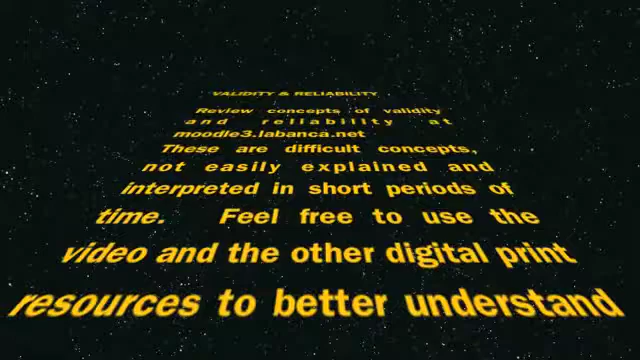 VALIDITY & RELIABILITY
Review concepts of validity
and reliability at
moodle3.labanca.net
These are difficult concepts,
not easily explained and
interpreted in short periods of
time. Feel free to use the
video and the other digital print
resources to better understand